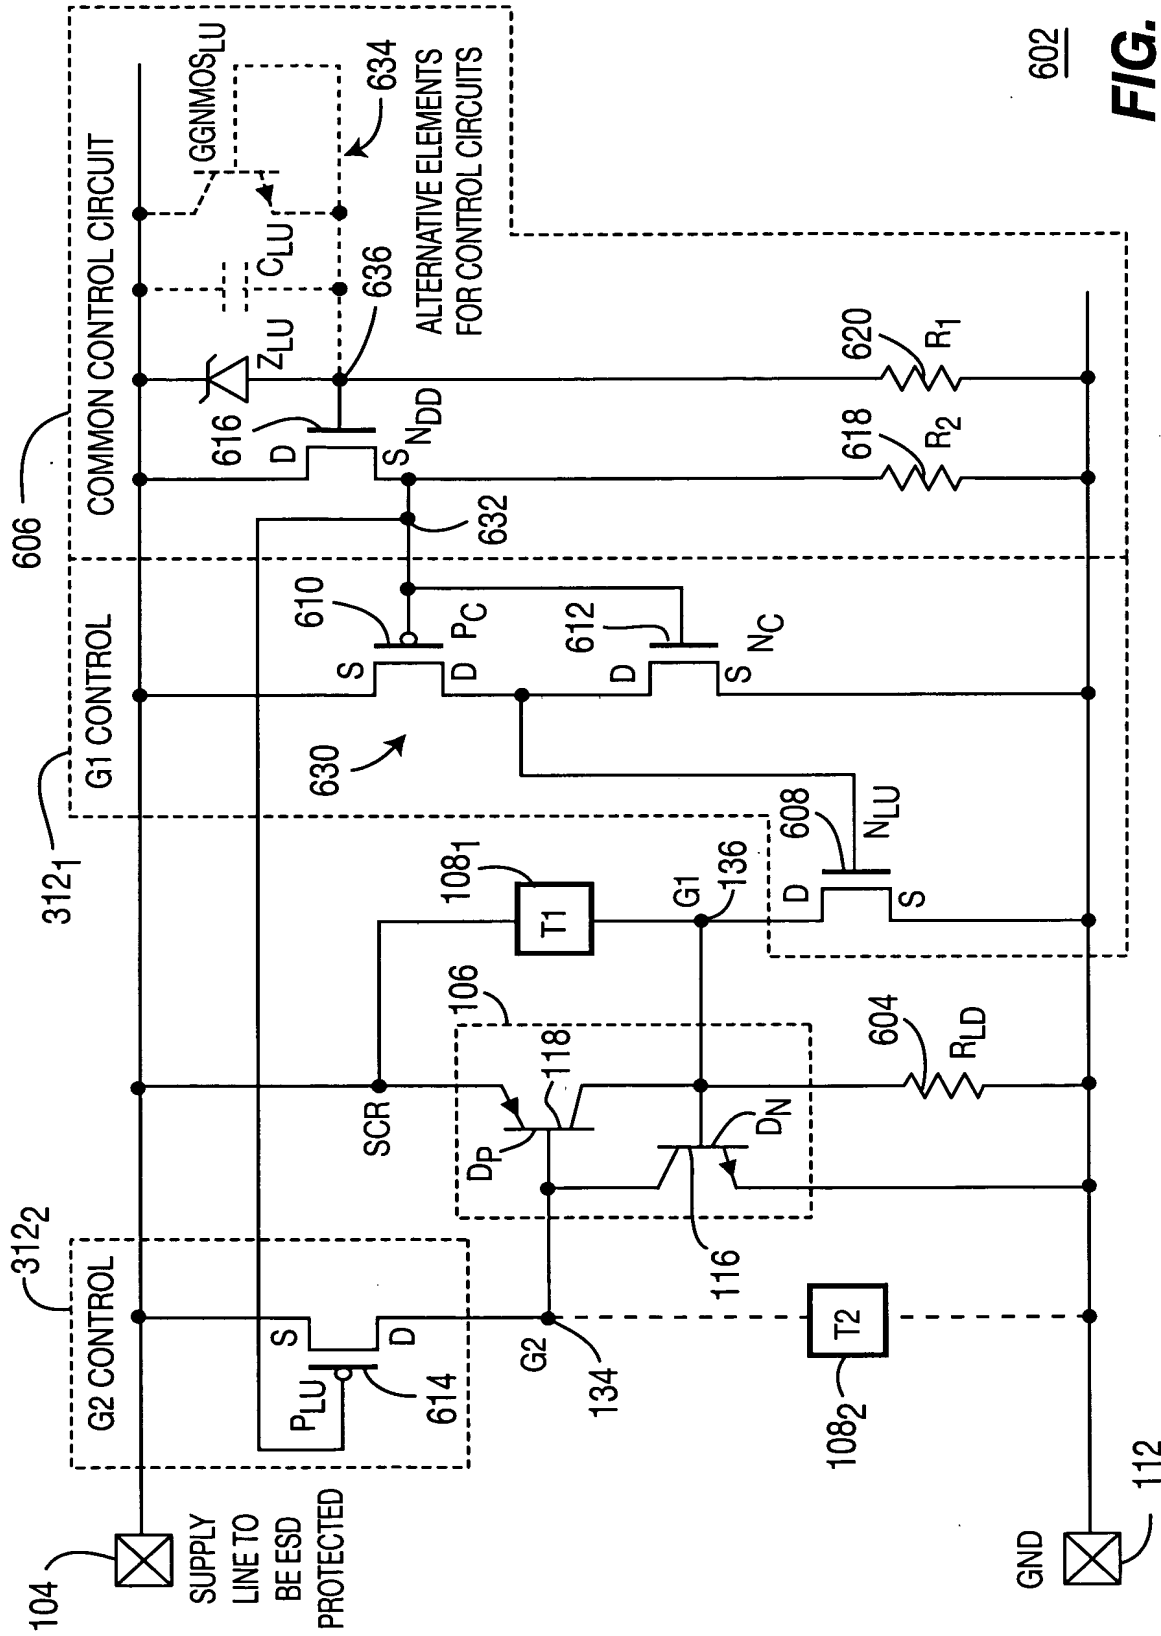 606
COMMON CONTROL CIRCUIT
GGNMOSLU
634
ALTERNATIVE ELEMENTS
FOR CONTROL CIRCUITS
CLU
ZLU
636
616
D
S
NDD
632
620
R1
618
R2
3121
G1 CONTROL
610
S
D
PC
612
D
S
NC
630
608
NLU
D
S
1081
T1
G1
136
106
118
SCR
DP
DN
116
604
RLD
3122
G2 CONTROL
S
D
PLU
614
G2
134
T2
1082
104
SUPPLY
LINE TO
BE ESD
PROTECTED
GND
112
602
FIG.